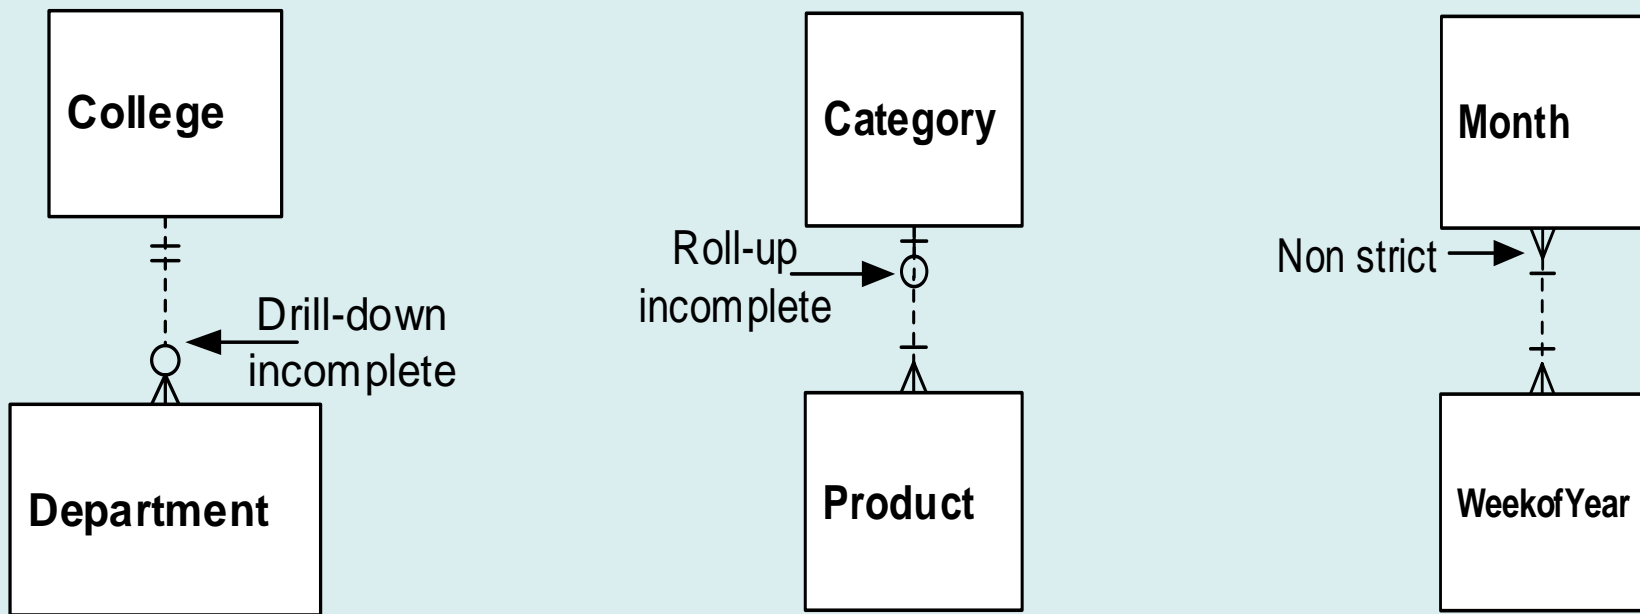 College
Drill-down
incomplete
Department
Category
Roll-up
incomplete
Product
Month
Non strict
WeekofYear